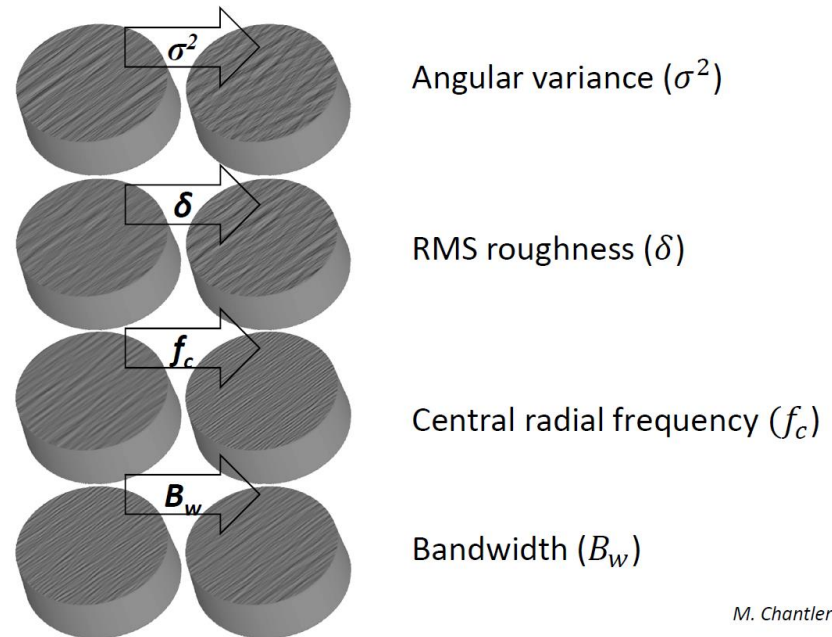 σ²
Angular variance (σ²)
δ
RMS roughness (δ)
f_c
Central radial frequency (f_c)
B_w
Bandwidth (B_w)
M. Chantler